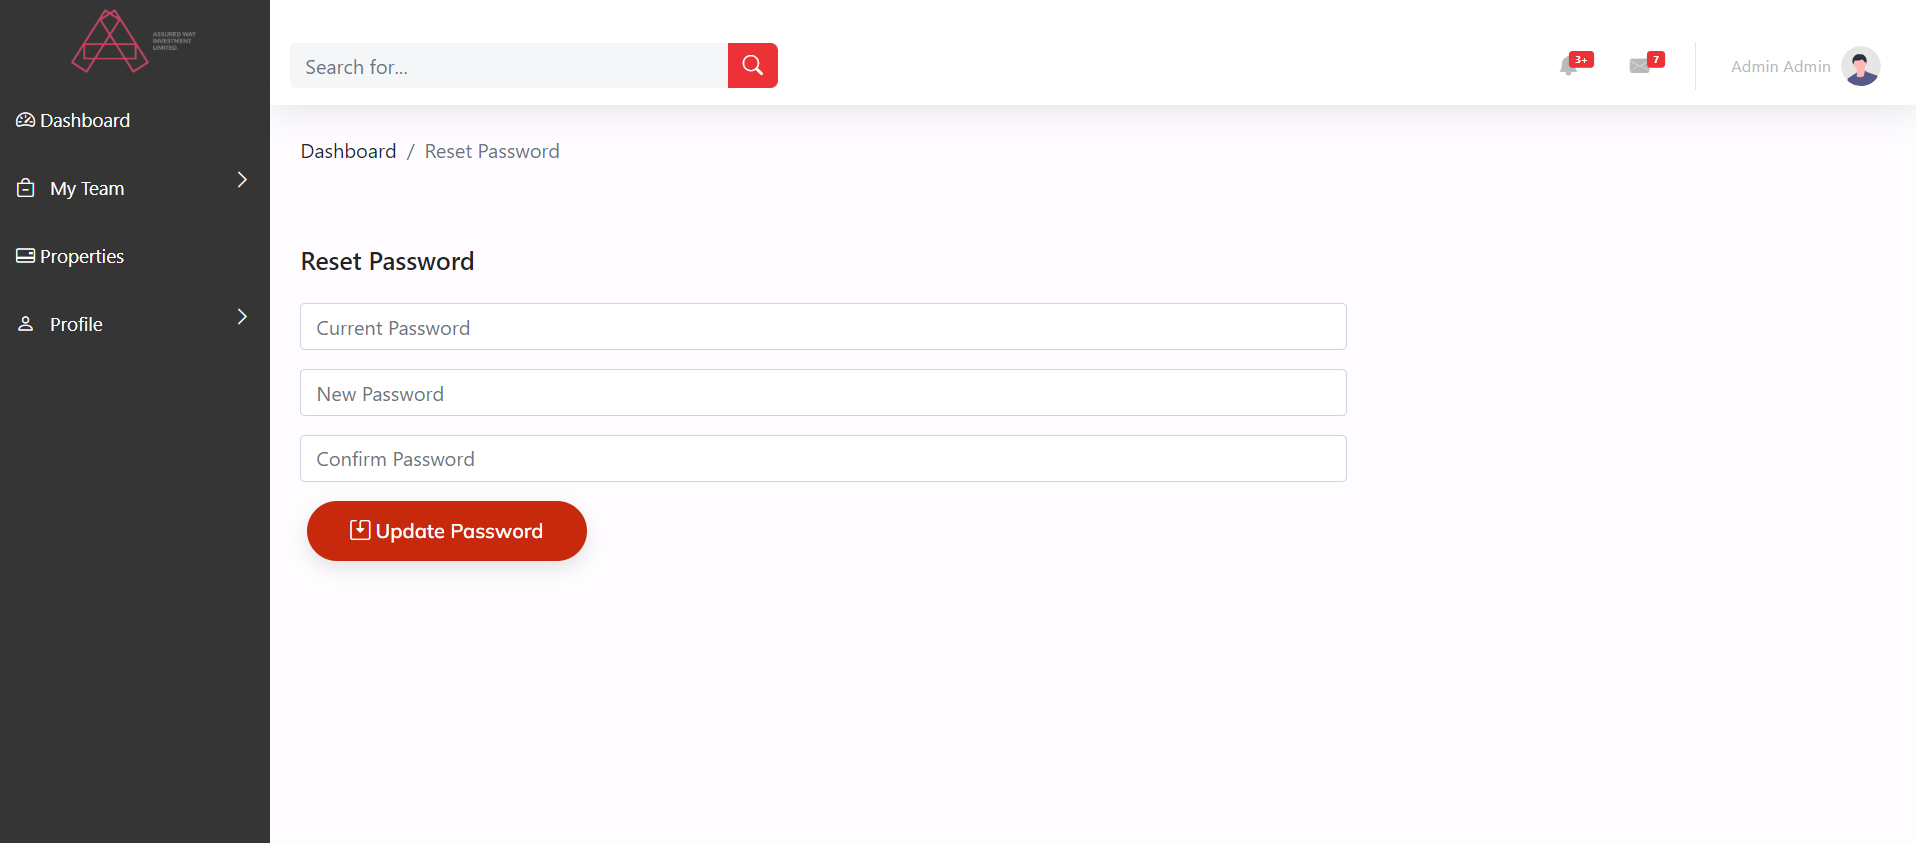 ASSURED WAY
INVESTMENT
LIMITED.
Search for...
3+
7
Admin Admin
Dashboard
My Team
Properties
Profile
Dashboard / Reset Password
Reset Password
Current Password
New Password
Confirm Password
Update Password